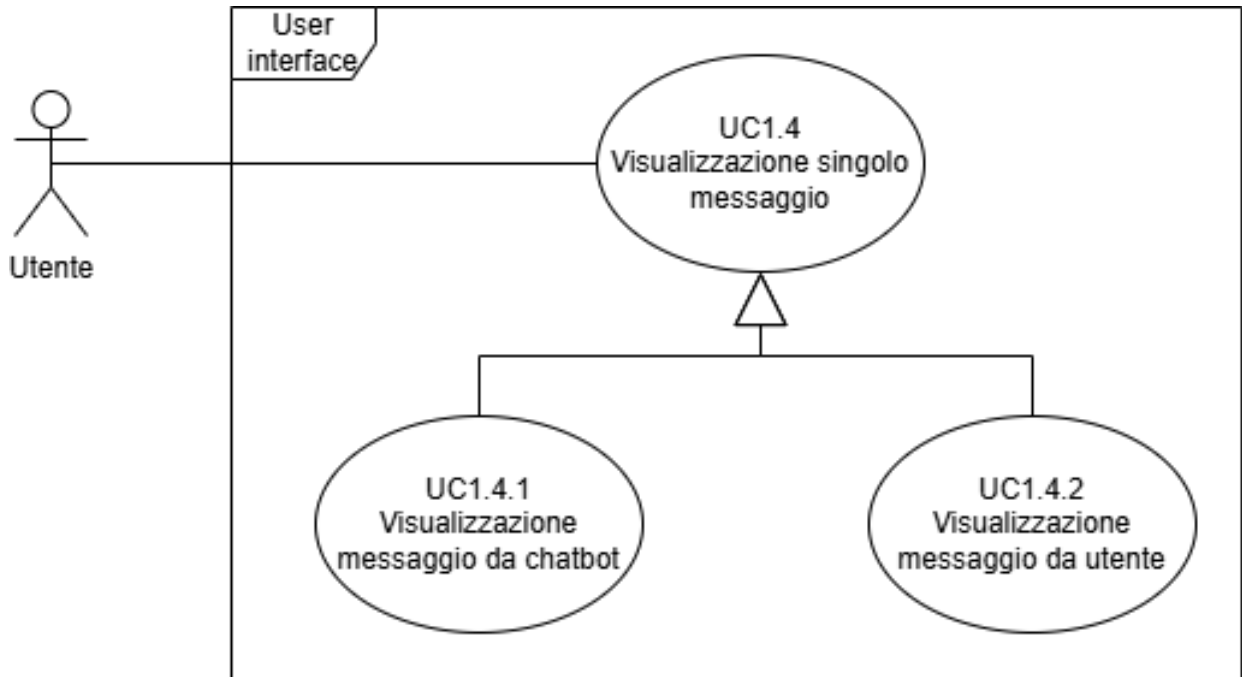 User
interface
UC1.4
Visualizzazione singolo
messaggio
Utente
UC1.4.1
Visualizzazione
messaggio da chatbot
UC1.4.2
Visualizzazione
messaggio da utente